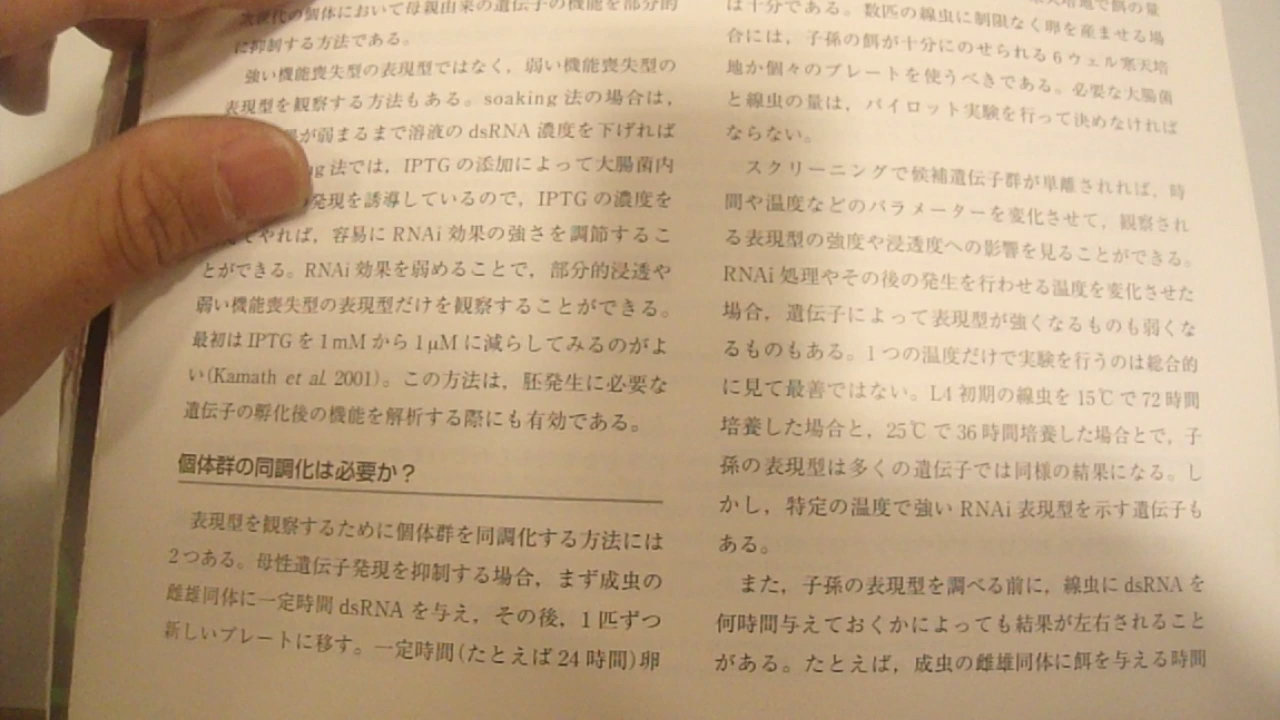 次世代の個体において母親由来の遺伝子の機能を部分的
に抑制する方法である。
強い機能喪失型の表現型ではなく，弱い機能喪失型の
表現型を観察する方法もある。soaking 法の場合は，
が弱まるまで溶液の dsRNA 濃度を下げれば
法では，IPTG の添加によって大腸菌内
発現を誘導しているので，IPTG の濃度を
やれば，容易に RNAi 効果の強さを調節するこ
とができる。RNAi 効果を弱めることで，部分的浸透や
弱い機能喪失型の表現型だけを観察することができる。
最初は IPTG を 1 mM から 1 μM に減らしてみるのがよ
い(Kamath et al. 2001)。この方法は，胚発生に必要な
遺伝子の孵化後の機能を解析する際にも有効である。
個体群の同調化は必要か？
表現型を観察するために個体群を同調化する方法には
2 つある。母性遺伝子発現を抑制する場合，まず成虫の
雌雄同体に一定時間 dsRNA を与え，その後，1 匹ずつ
新しいプレートに移す。一定時間(たとえば 24 時間)卵
で餌の量
は十分である。数匹の線虫に制限なく卵を産ませる場
合には，子孫の餌が十分にのせられる 6 ウェル寒天培
地か個々のプレートを使うべきである。必要な大腸菌
と線虫の量は，パイロット実験を行って決めなければ
ならない。
スクリーニングで候補遺伝子群が単離されれば，時
間や温度などのパラメーターを変化させて，観察され
る表現型の強度や浸透度への影響を見ることができる。
RNAi 処理やその後の発生を行わせる温度を変化させた
場合，遺伝子によって表現型が強くなるものも弱くな
るものもある。1 つの温度だけで実験を行うのは総合的
に見て最善ではない。L4 初期の線虫を 15℃ で 72 時間
培養した場合と，25℃ で 36 時間培養した場合とで，子
孫の表現型は多くの遺伝子では同様の結果になる。し
かし，特定の温度で強い RNAi 表現型を示す遺伝子も
ある。
また，子孫の表現型を調べる前に，線虫に dsRNA を
何時間与えておくかによっても結果が左右されること
がある。たとえば，成虫の雌雄同体に餌を与える時間